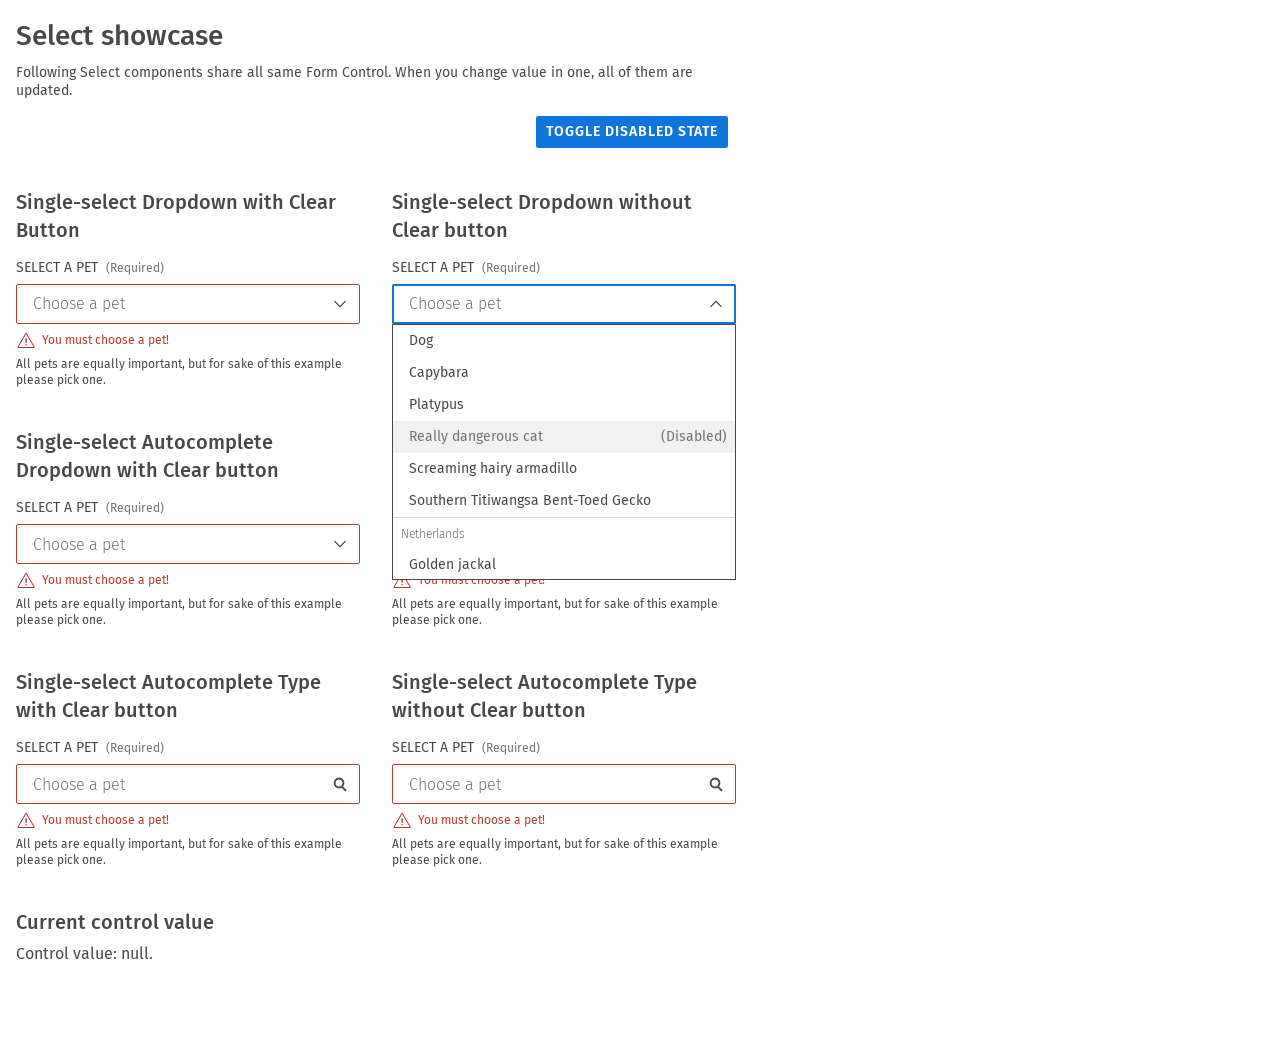 Select showcase
Following Select components share all same Form Control. When you change value in one, all of them are
updated.
TOGGLE DISABLED STATE
Single-select Dropdown with Clear
Button
SELECT A PET (Required)
Choose a pet
You must choose a pet!
All pets are equally important, but for sake of this example
please pick one.
Single-select Dropdown without
Clear button
SELECT A PET (Required)
Choose a pet
Dog
Capybara
Platypus
Really dangerous cat (Disabled)
Screaming hairy armadillo
Southern Titiwangsa Bent-Toed Gecko
Netherlands
Golden jackal
Single-select Autocomplete
Dropdown with Clear button
SELECT A PET (Required)
Choose a pet
You must choose a pet!
All pets are equally important, but for sake of this example
please pick one.
You must choose a pet!
All pets are equally important, but for sake of this example
please pick one.
Single-select Autocomplete Type
with Clear button
SELECT A PET (Required)
Choose a pet
You must choose a pet!
All pets are equally important, but for sake of this example
please pick one.
Single-select Autocomplete Type
without Clear button
SELECT A PET (Required)
Choose a pet
You must choose a pet!
All pets are equally important, but for sake of this example
please pick one.
Current control value
Control value: null.